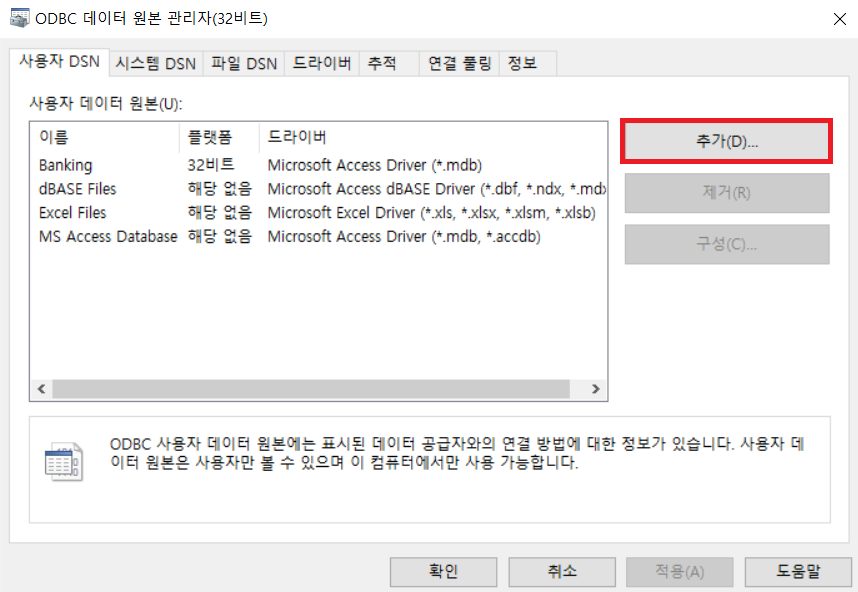 ODBC 데이터 원본 관리자(32비트)
사용자 DSN 시스템 DSN 파일 DSN 드라이버 추적 연결 풀링 정보
사용자 데이터 원본(U):
이름 플랫폼 드라이버
Banking 32비트 Microsoft Access Driver (*.mdb)
dBASE Files 해당 없음 Microsoft Access dBASE Driver (*.dbf, *.ndx, *.mdx
Excel Files 해당 없음 Microsoft Excel Driver (*.xls, *.xlsx, *.xlsm, *.xlsb)
MS Access Database 해당 없음 Microsoft Access Driver (*.mdb, *.accdb)
추가(D)...
제거(R)
구성(C)...
ODBC 사용자 데이터 원본에는 표시된 데이터 공급자와의 연결 방법에 대한 정보가 있습니다. 사용자 데
이터 원본은 사용자만 볼 수 있으며 이 컴퓨터에서만 사용 가능합니다.
확인 취소 적용(A) 도움말